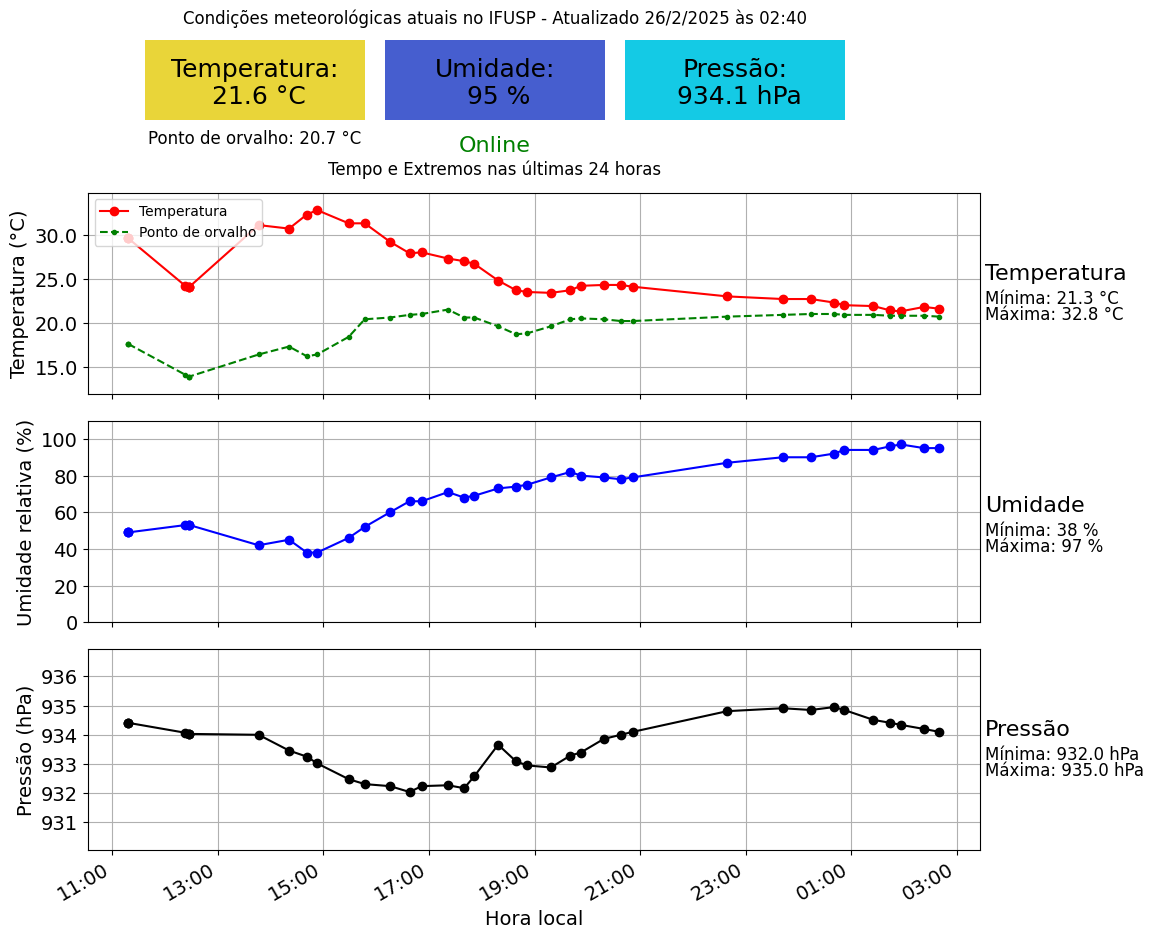 Condições meteorológicas atuais no IFUSP - Atualizado 26/2/2025 às 02:40
Temperatura:
21.6 °C
Umidade:
95 %
Pressão:
934.1 hPa
Ponto de orvalho: 20.7 °C
Online
Tempo e Extremos nas últimas 24 horas
Temperatura (°C)
30.0
25.0
20.0
15.0
Temperatura
Ponto de orvalho
Temperatura
Mínima: 21.3 °C
Máxima: 32.8 °C
Umidade relativa (%)
100
80
60
40
20
0
Umidade
Mínima: 38 %
Máxima: 97 %
Pressão (hPa)
936
935
934
933
932
931
Pressão
Mínima: 932.0 hPa
Máxima: 935.0 hPa
11:00
13:00
15:00
17:00
19:00
21:00
23:00
01:00
03:00
Hora local